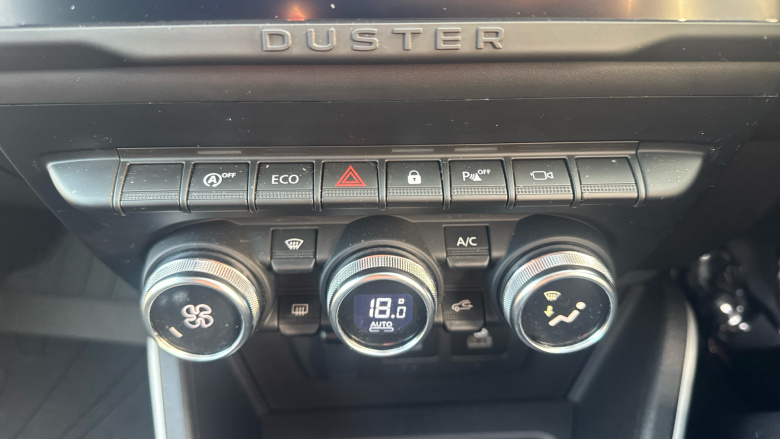 DUSTER
A OFF
ECO
P OFF
A/C
18.0
AUTO